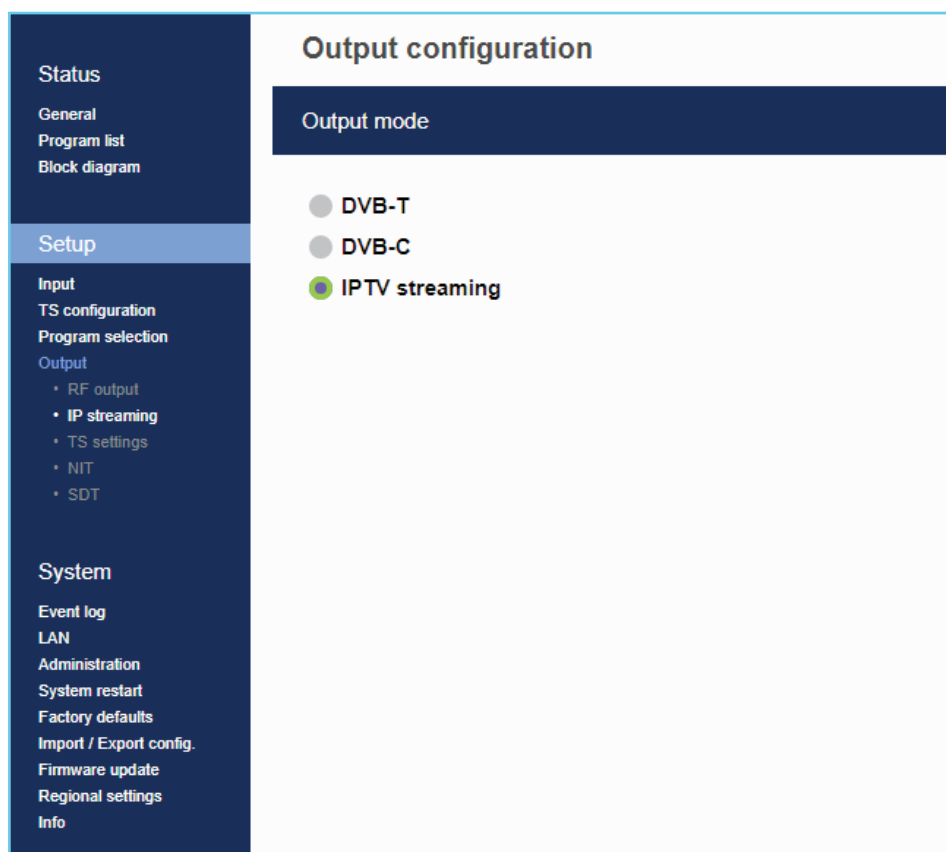 Status
General
Program list
Block diagram
Setup
Input
TS configuration
Program selection
Output
• RF output
• IP streaming
• TS settings
• NIT
• SDT
System
Event log
LAN
Administration
System restart
Factory defaults
Import / Export config.
Firmware update
Regional settings
Info
Output configuration
Output mode
DVB-T
DVB-C
IPTV streaming